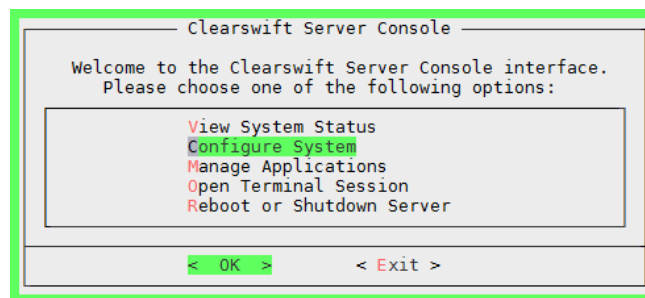 Clearswift Server Console
Welcome to the Clearswift Server Console interface.
Please choose one of the following options:
View System Status
Configure System
Manage Applications
Open Terminal Session
Reboot or Shutdown Server
< OK > < Exit >